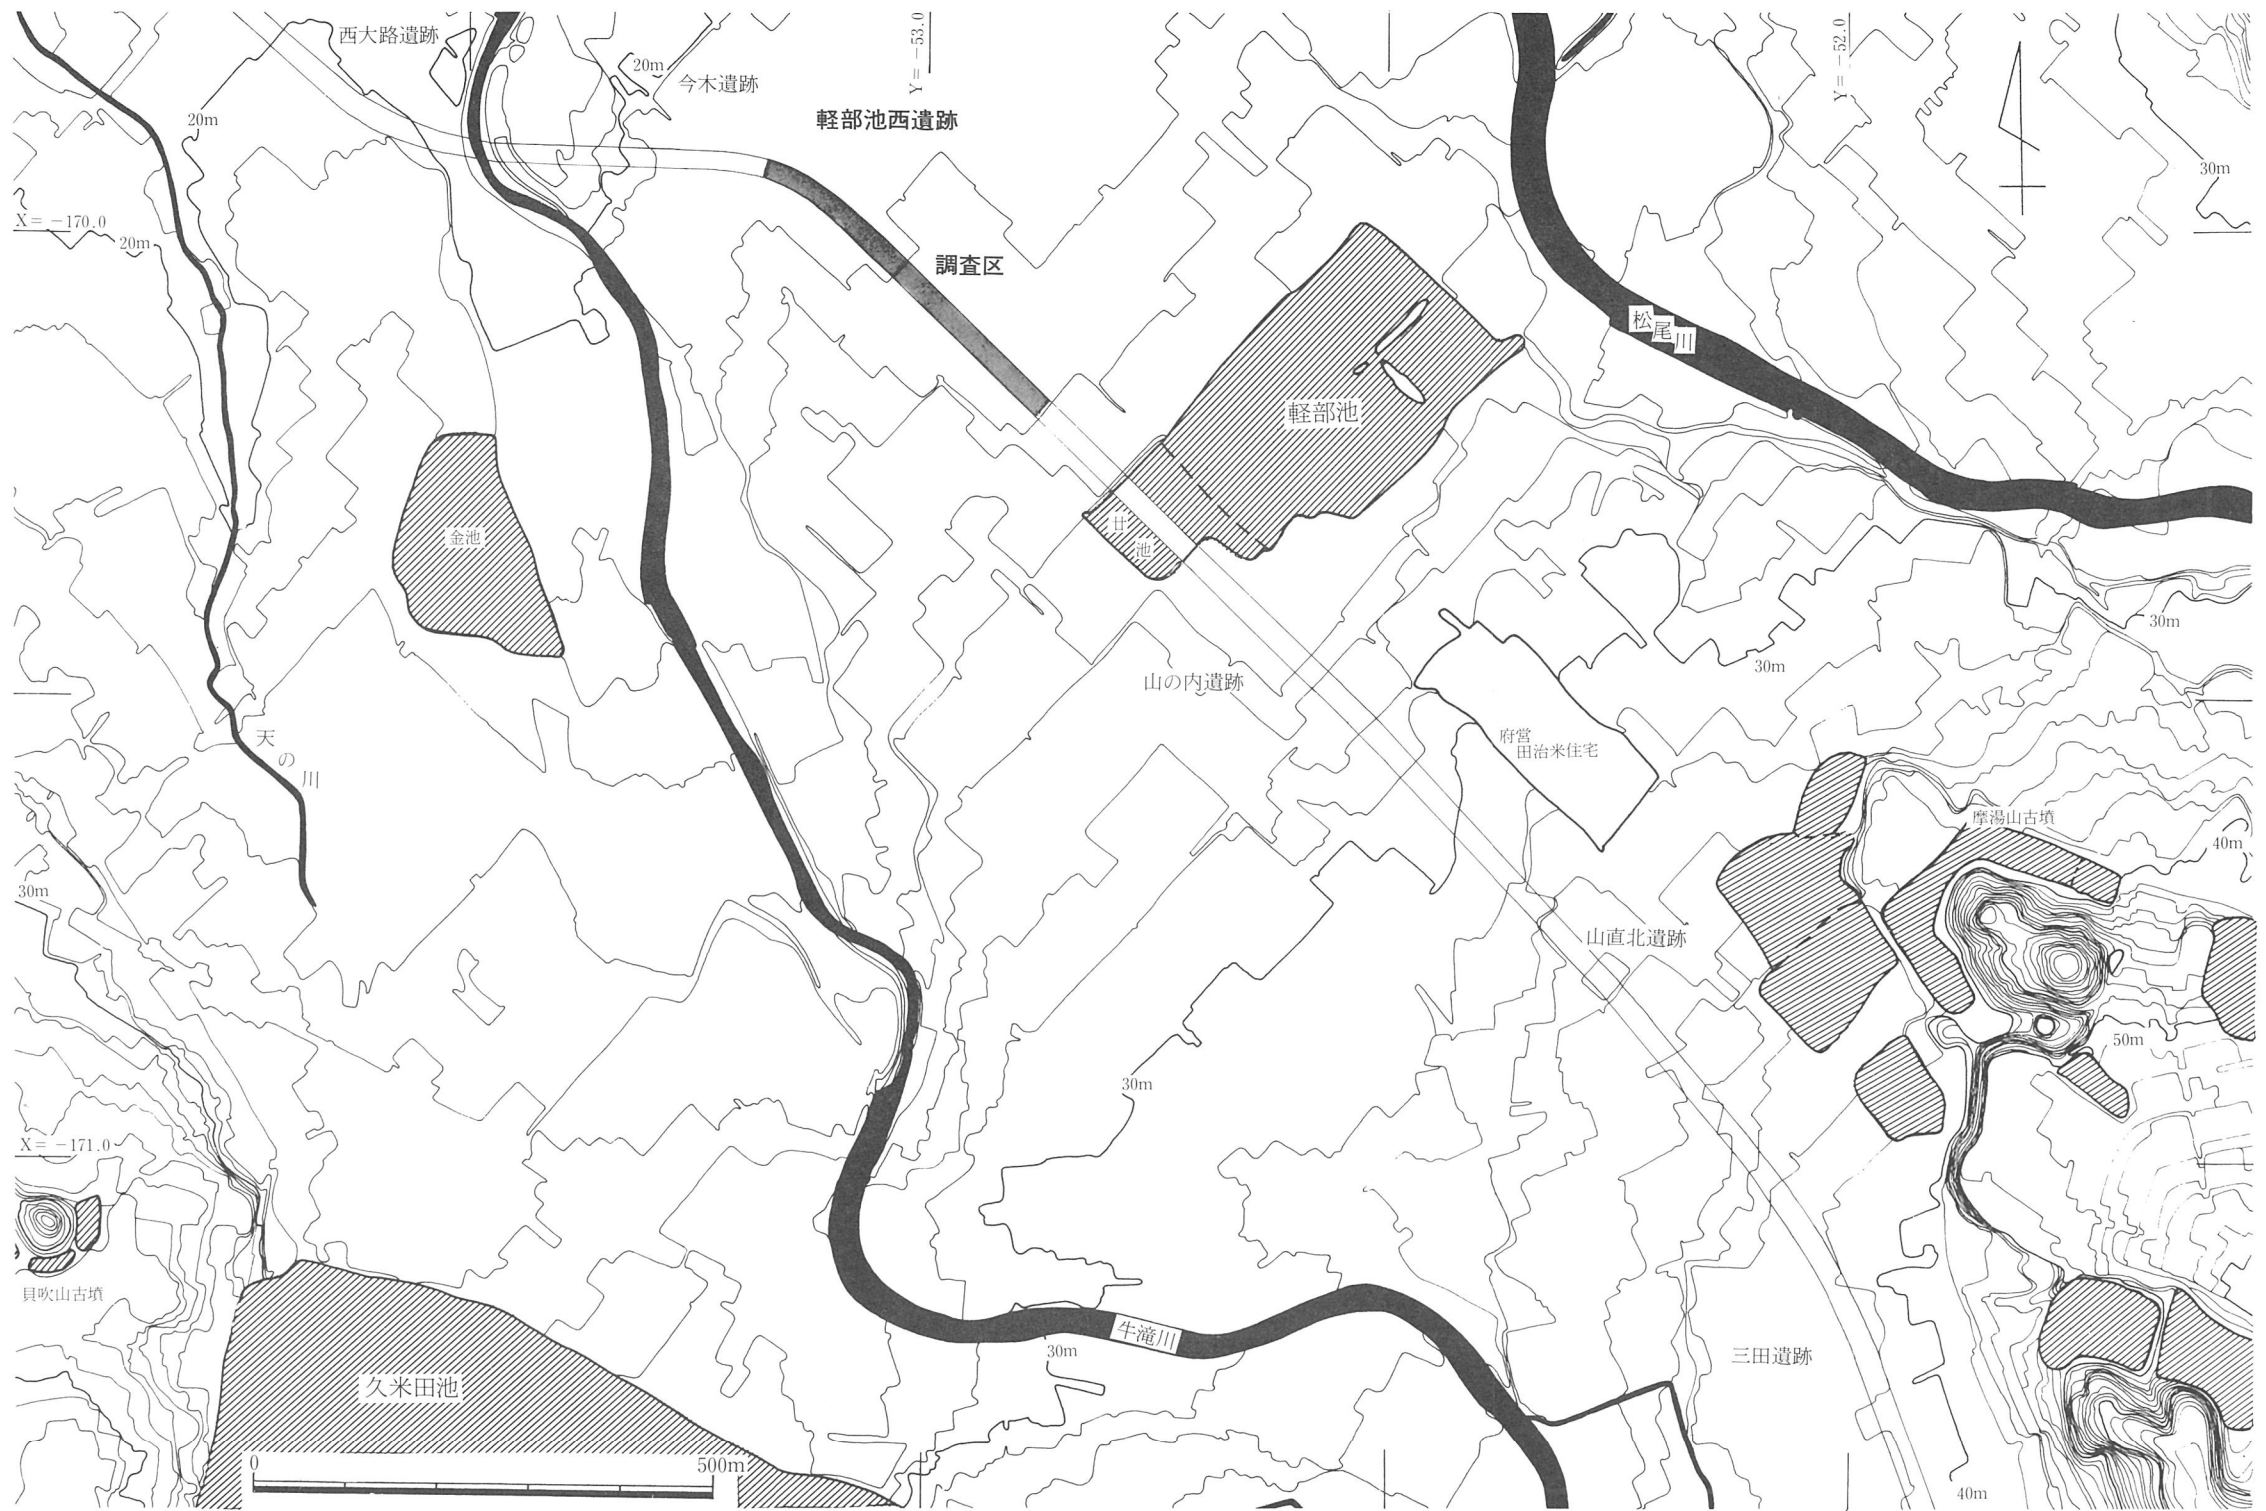 西大路遺跡
20m
今木遺跡
Y=-53.0
Y=-52.0
軽部池西遺跡
20m
30m
X=-170.0
20m
調査区
松尾川
軽部池
廿池
金池
30m
30m
山の内遺跡
天の川
府営
田治米住宅
摩湯山古墳
40m
30m
山直北遺跡
50m
30m
X=-171.0
貝吹山古墳
牛滝川
30m
三田遺跡
久米田池
0
500m
40m